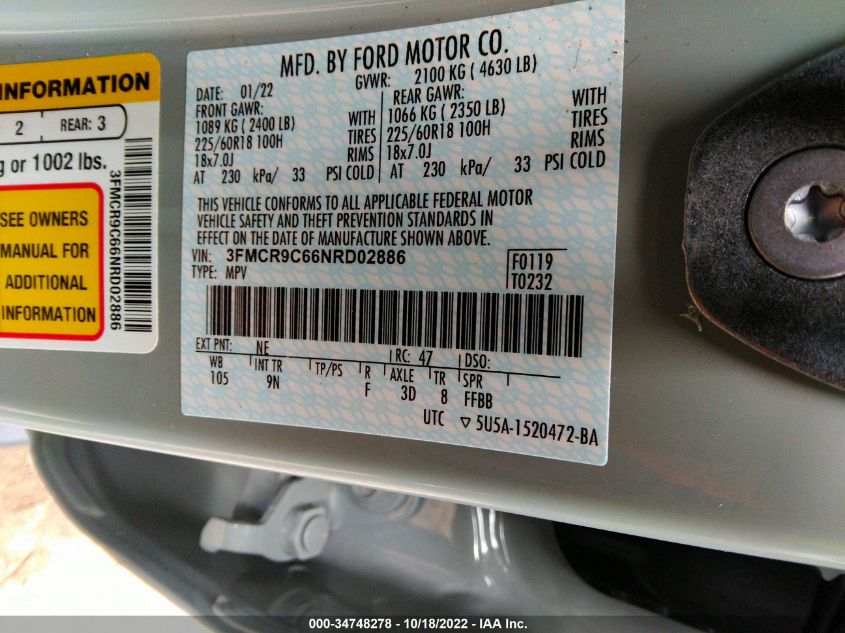 INFORMATION
2 REAR: 3
g or 1002 lbs.
SEE OWNERS
MANUAL FOR
ADDITIONAL
INFORMATION
3FMCR9C66NRD02886
MFD. BY FORD MOTOR CO.
DATE: 01/22 GVWR: 2100 KG ( 4630 LB)
FRONT GAWR: REAR GAWR:
1089 KG ( 2400 LB) WITH 1066 KG ( 2350 LB) WITH
225/60R18 100H TIRES 225/60R18 100H TIRES
18x7.0J RIMS 18x7.0J RIMS
AT 230 kPa/ 33 PSI COLD AT 230 kPa/ 33 PSI COLD
THIS VEHICLE CONFORMS TO ALL APPLICABLE FEDERAL MOTOR
VEHICLE SAFETY AND THEFT PREVENTION STANDARDS IN
EFFECT ON THE DATE OF MANUFACTURE SHOWN ABOVE.
VIN: 3FMCR9C66NRD02886 F0119
TYPE: MPV T0232
EXT PNT: NE RC: 47 DSO:
WB INT TR TP/PS R AXLE TR SPR
105 9N F 3D 8 FFBB
UTC ▽ 5U5A-1520472-BA
000-34748278 - 10/18/2022 - IAA Inc.